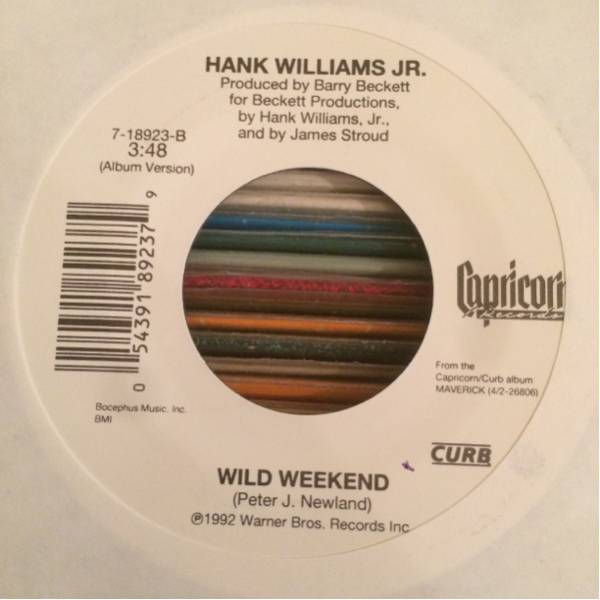 HANK WILLIAMS JR.
Produced by Barry Beckett
for Beckett Productions,
by Hank Williams, Jr.,
and by James Stroud
7-18923-B
3:48
(Album Version)
0 54391 89237 9
Capricorn
Records
From the
Capricorn/Curb album
MAVERICK (4/2-26806)
Bocephus Music, Inc.
BMI
CURB
WILD WEEKEND
(Peter J. Newland)
℗1992 Warner Bros. Records Inc.